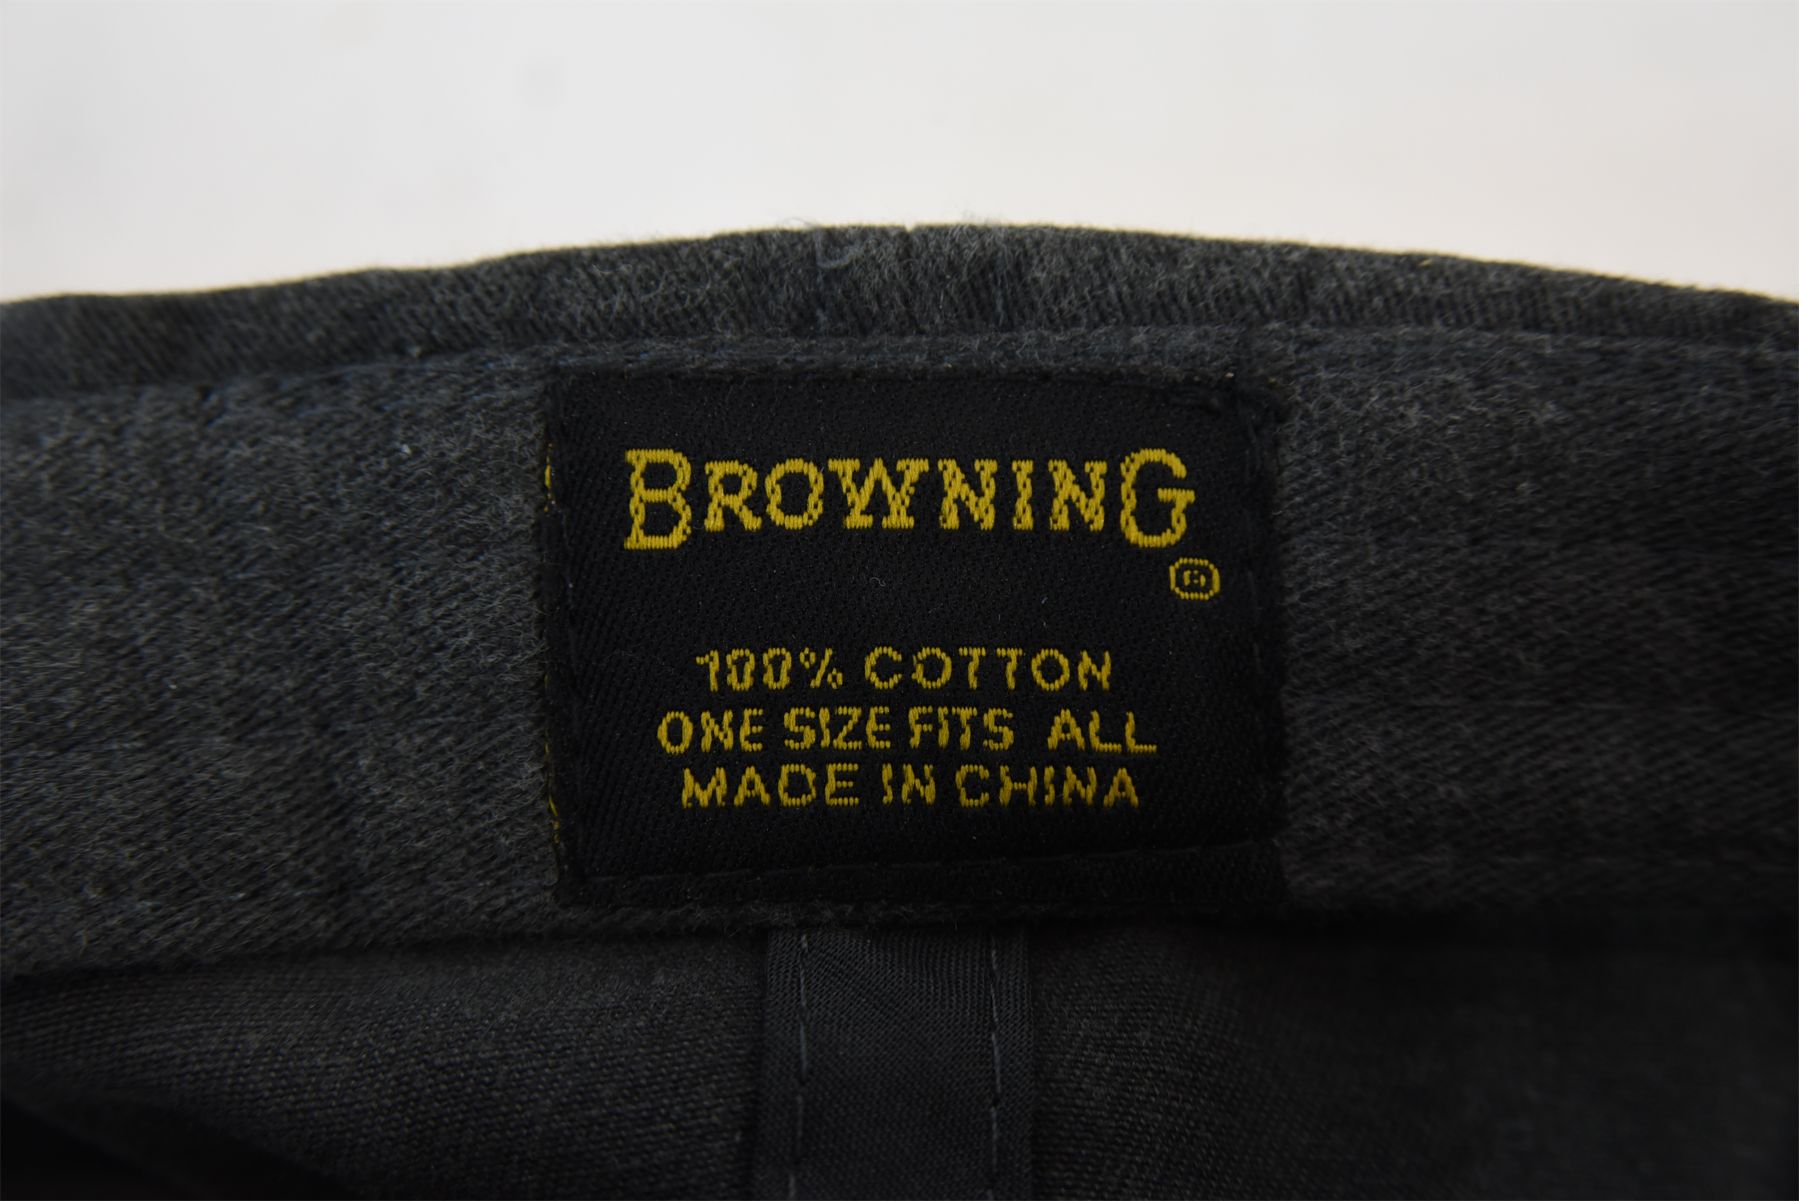 BROWNING
®
100% COTTON
ONE SIZE FITS ALL
MADE IN CHINA